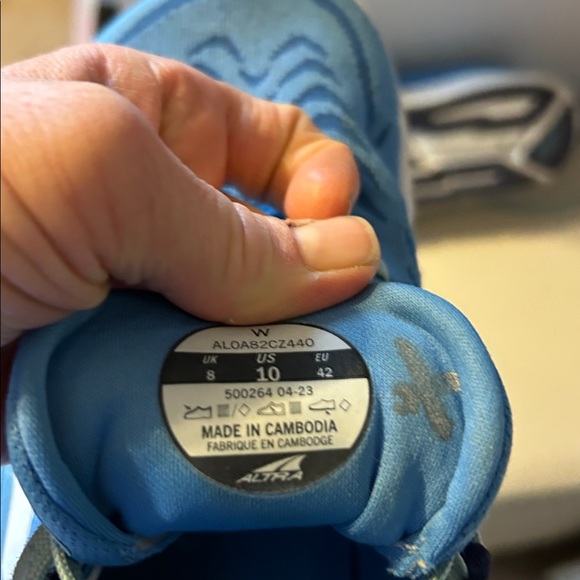 W
AL0A82CZ440
UK US EU
8 10 42
500264 04-23
MADE IN CAMBODIA
FABRIQUE EN CAMBODGE
ALTRA